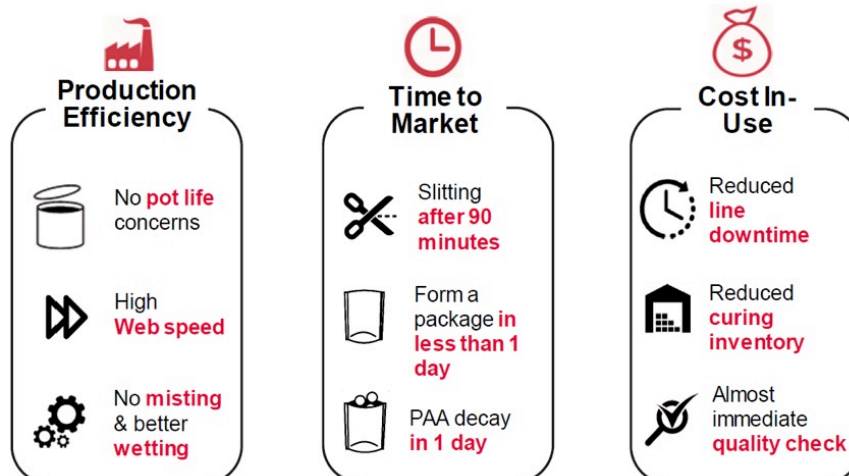 Production
Efficiency
No pot life
concerns
High
Web speed
No misting
& better
wetting
Time to
Market
Slitting
after 90
minutes
Form a
package in
less than 1
day
PAA decay
in 1 day
$
Cost In-
Use
Reduced
line
downtime
Reduced
curing
inventory
Almost
immediate
quality check